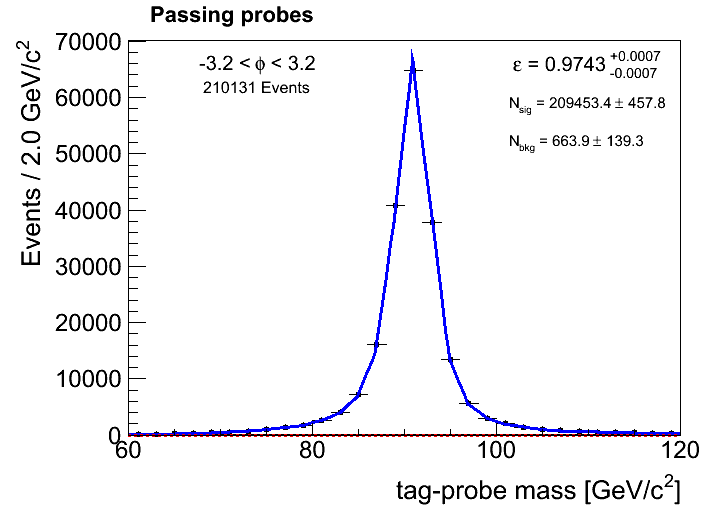 Passing probes
-3.2 < ϕ < 3.2
210131 Events
ε = 0.9743 +0.0007 -0.0007
Nsig = 209453.4 ± 457.8
Nbkg = 663.9 ± 139.3
Events / 2.0 GeV/c²
70000
60000
50000
40000
30000
20000
10000
0
60 80 100 120
tag-probe mass [GeV/c²]